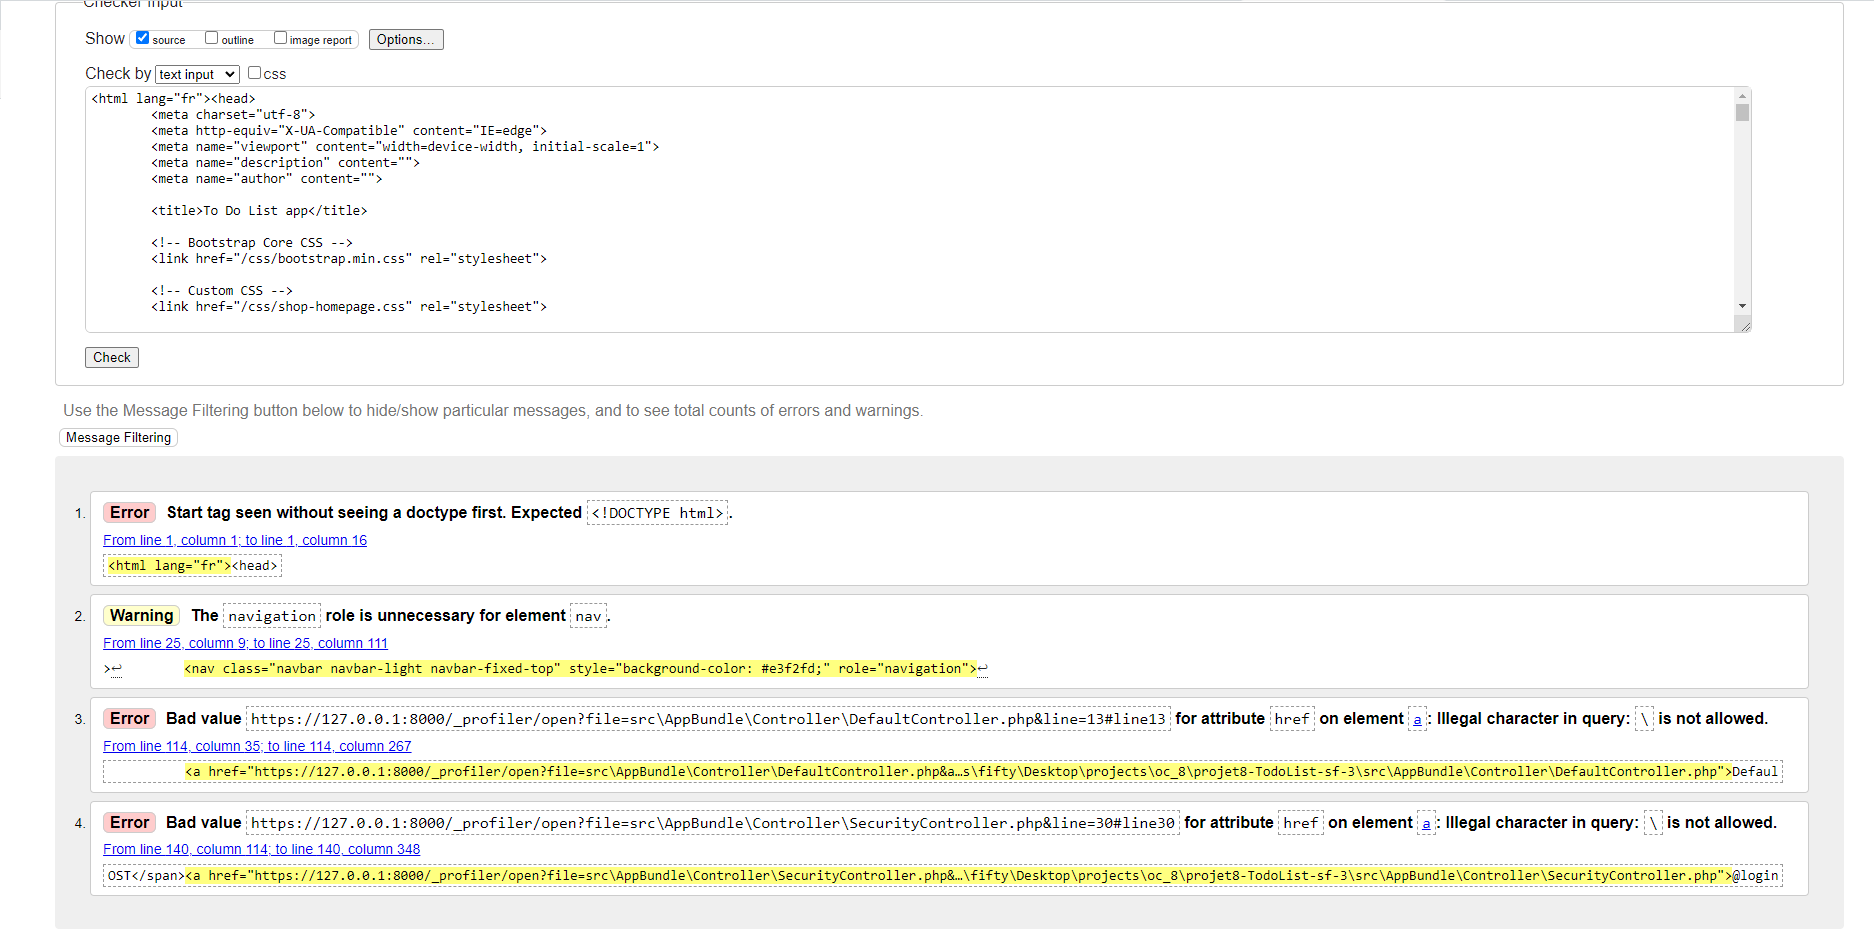 Checker Input
Show source outline image report Options...
Check by text input css
<html lang="fr"><head>
<meta charset="utf-8">
<meta http-equiv="X-UA-Compatible" content="IE=edge">
<meta name="viewport" content="width=device-width, initial-scale=1">
<meta name="description" content="">
<meta name="author" content="">
<title>To Do List app</title>
<!-- Bootstrap Core CSS -->
<link href="/css/bootstrap.min.css" rel="stylesheet">
<!-- Custom CSS -->
<link href="/css/shop-homepage.css" rel="stylesheet">
Check
Use the Message Filtering button below to hide/show particular messages, and to see total counts of errors and warnings.
Message Filtering
1. Error Start tag seen without seeing a doctype first. Expected <!DOCTYPE html>.
From line 1, column 1; to line 1, column 16
<html lang="fr"><head>
2. Warning The navigation role is unnecessary for element nav.
From line 25, column 9; to line 25, column 111
>↩ <nav class="navbar navbar-light navbar-fixed-top" style="background-color: #e3f2fd;" role="navigation">↩
3. Error Bad value https://127.0.0.1:8000/_profiler/open?file=src\AppBundle\Controller\DefaultController.php&line=13#line13 for attribute href on element a: Illegal character in query: \ is not allowed.
From line 114, column 35; to line 114, column 267
<a href="https://127.0.0.1:8000/_profiler/open?file=src\AppBundle\Controller\DefaultController.php&a…s\fifty\Desktop\projects\oc_8\projet8-TodoList-sf-3\src\AppBundle\Controller\DefaultController.php">Defaul
4. Error Bad value https://127.0.0.1:8000/_profiler/open?file=src\AppBundle\Controller\SecurityController.php&line=30#line30 for attribute href on element a: Illegal character in query: \ is not allowed.
From line 140, column 114; to line 140, column 348
OST</span><a href="https://127.0.0.1:8000/_profiler/open?file=src\AppBundle\Controller\SecurityController.php&…\fifty\Desktop\projects\oc_8\projet8-TodoList-sf-3\src\AppBundle\Controller\SecurityController.php">@login